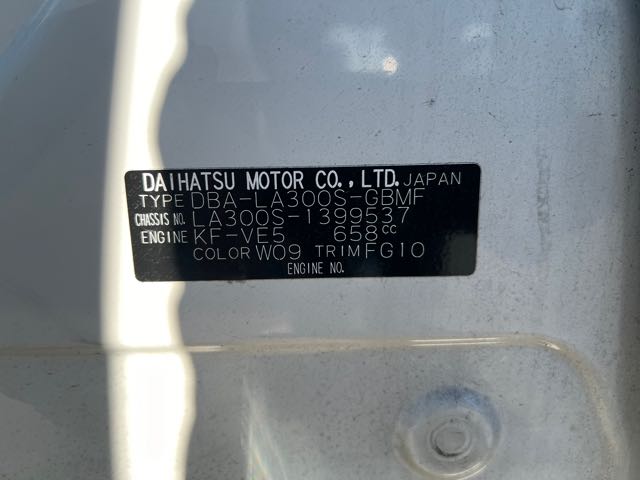 DAIHATSU MOTOR CO.,LTD. JAPAN
TYPE DBA-LA300S-GBMF
CHASSIS NO. LA300S-1399537
ENGINE KF-VE5 658cc
COLOR W09 TRIM FG10
ENGINE NO.